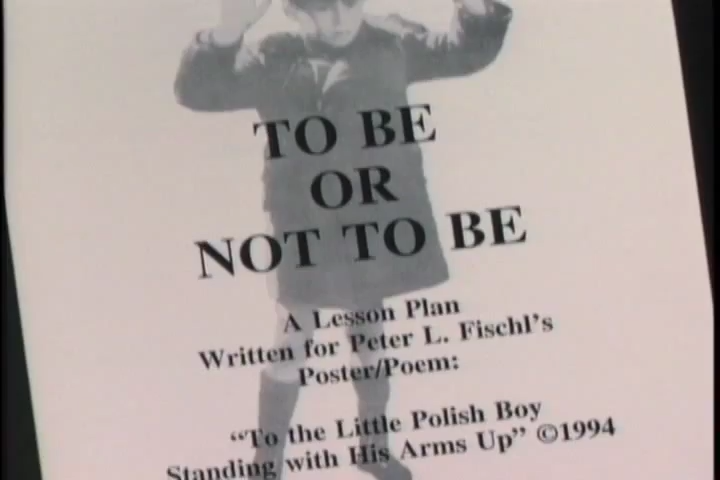 TO BE
OR
NOT TO BE
A Lesson Plan
Written for Peter L. Fischl's
Poster/Poem:
"To the Little Polish Boy
Standing with His Arms Up" ©1994